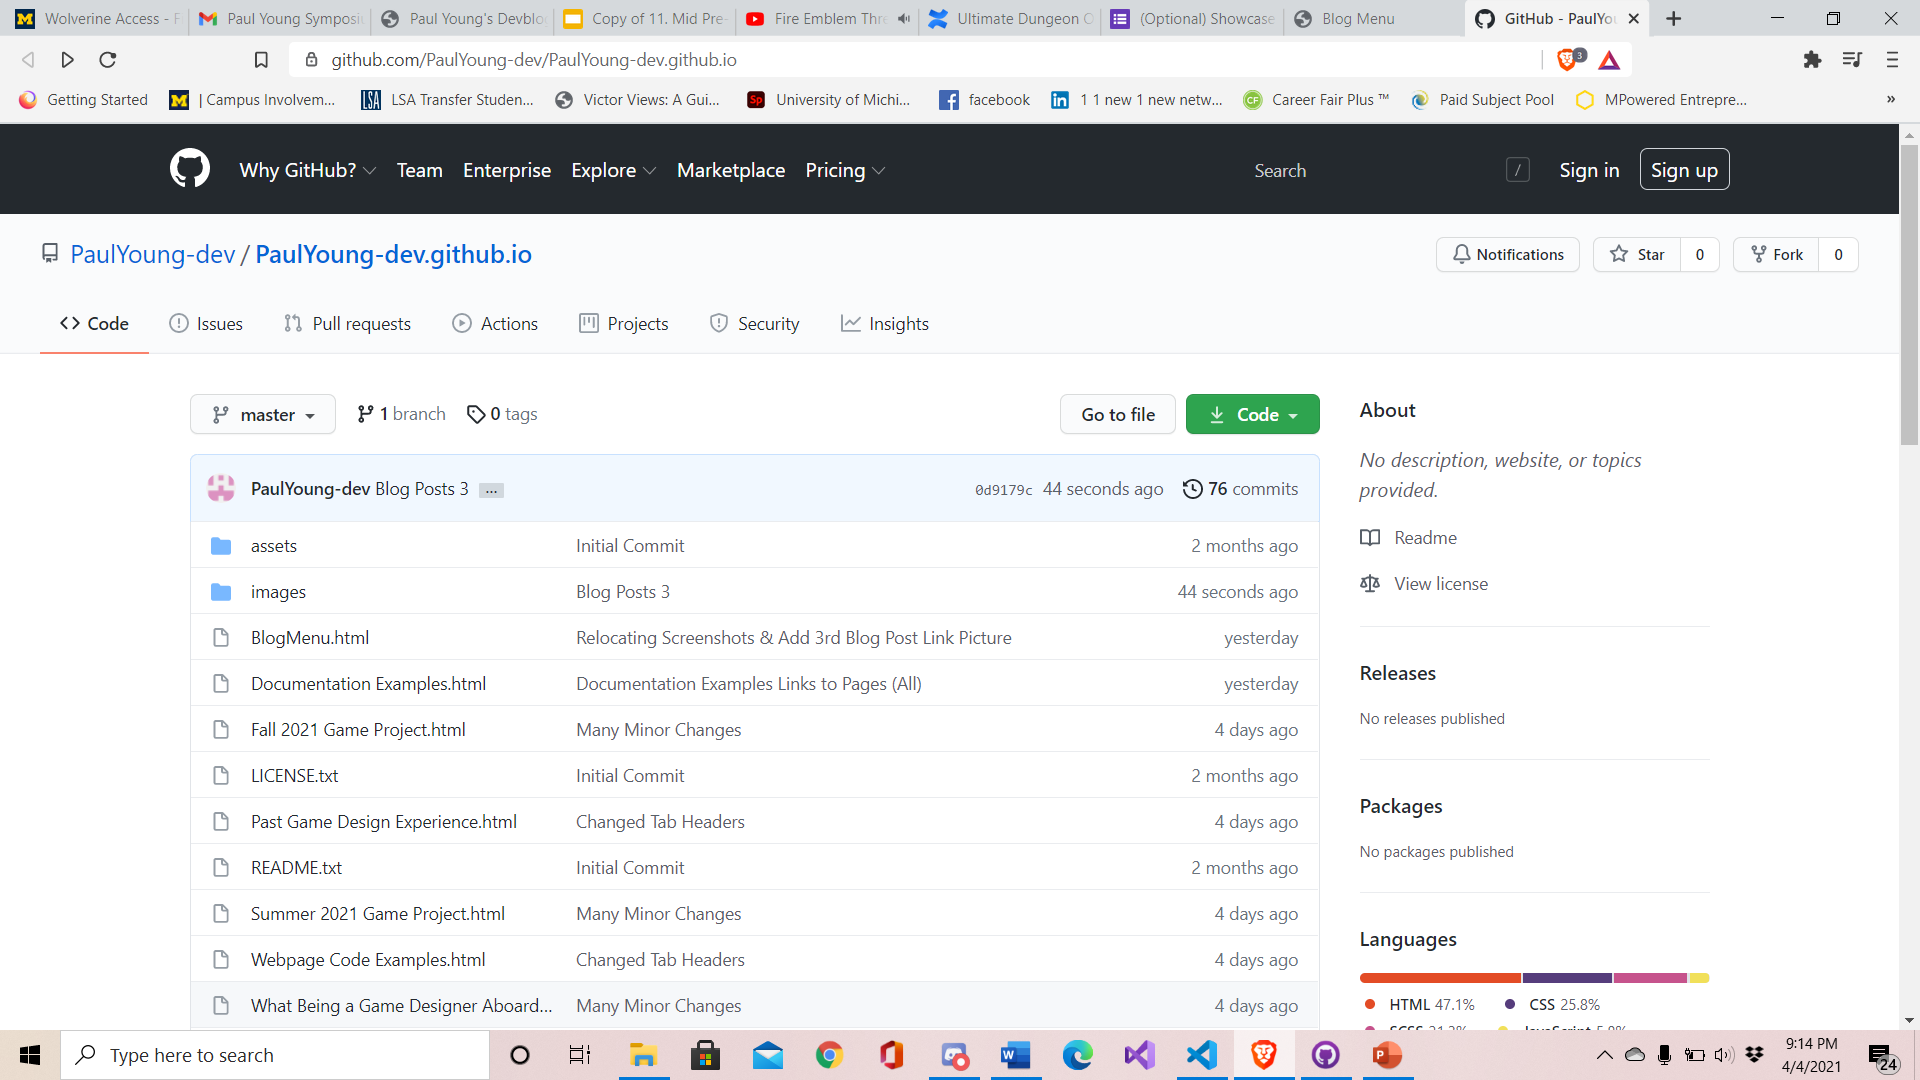 Wolverine Access - F
Paul Young Symposiu
Paul Young's Devblo
Copy of 11. Mid Pre-
Fire Emblem Thre
Ultimate Dungeon O
(Optional) Showcase
Blog Menu
GitHub - PaulYou
github.com/PaulYoung-dev/PaulYoung-dev.github.io
3
Getting Started
M | Campus Involvem...
LSA LSA Transfer Studen...
Victor Views: A Gui...
Sp University of Michi...
facebook
in 1 1 new 1 new netw...
CF Career Fair Plus ™
Paid Subject Pool
MPowered Entrepre...
»
Why GitHub? Team Enterprise Explore Marketplace Pricing Search / Sign in Sign up
PaulYoung-dev / PaulYoung-dev.github.io
Notifications Star 0 Fork 0
Code Issues Pull requests Actions Projects Security Insights
master 1 branch 0 tags Go to file Code
PaulYoung-dev Blog Posts 3 ... 0d9179c 44 seconds ago 76 commits
assets Initial Commit 2 months ago
images Blog Posts 3 44 seconds ago
BlogMenu.html Relocating Screenshots & Add 3rd Blog Post Link Picture yesterday
Documentation Examples.html Documentation Examples Links to Pages (All) yesterday
Fall 2021 Game Project.html Many Minor Changes 4 days ago
LICENSE.txt Initial Commit 2 months ago
Past Game Design Experience.html Changed Tab Headers 4 days ago
README.txt Initial Commit 2 months ago
Summer 2021 Game Project.html Many Minor Changes 4 days ago
Webpage Code Examples.html Changed Tab Headers 4 days ago
What Being a Game Designer Aboard... Many Minor Changes 4 days ago
About
No description, website, or topics
provided.
Readme
View license
Releases
No releases published
Packages
No packages published
Languages
HTML 47.1% CSS 25.8%
Type here to search
9:14 PM
4/4/2021
24